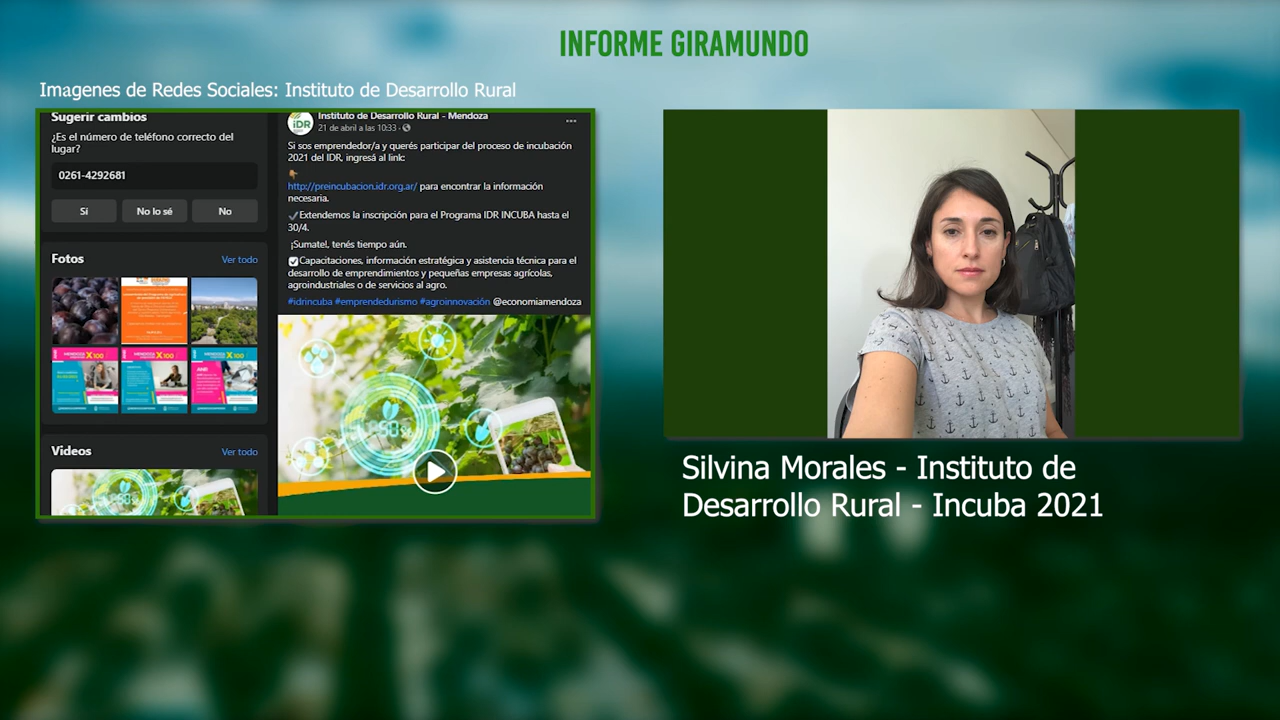 INFORME GIRAMUNDO
Imagenes de Redes Sociales: Instituto de Desarrollo Rural
Sugerir cambios
¿Es el número de teléfono correcto del
lugar?
0261-4292681
Sí
No lo sé
No
Fotos
Ver todo
MENDOZA X100
MENDOZA X100
X100
Videos
Ver todo
iDR
Instituto de Desarrollo Rural - Mendoza
21 de abril a las 10:33 ·
Si sos emprendedor/a y querés participar del proceso de incubación
2021 del IDR, ingresá al link:
http://preincubacion.idr.org.ar/ para encontrar la información
necesaria.
✔Extendemos la inscripción para el Programa IDR INCUBA hasta el
30/4.
¡Sumate!, tenés tiempo aún.
☑Capacitaciones, información estratégica y asistencia técnica para el
desarrollo de emprendimientos y pequeñas empresas agrícolas,
agroindustriales o de servicios al agro.
#idrincuba #emprendedurismo #agroinnovación @economiamendoza
Silvina Morales - Instituto de
Desarrollo Rural - Incuba 2021